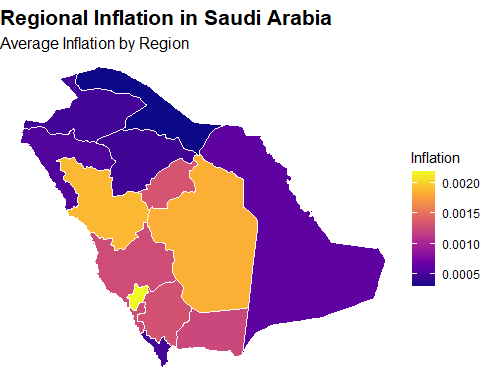 Regional Inflation in Saudi Arabia
Average Inflation by Region
Inflation
0.0020
0.0015
0.0010
0.0005